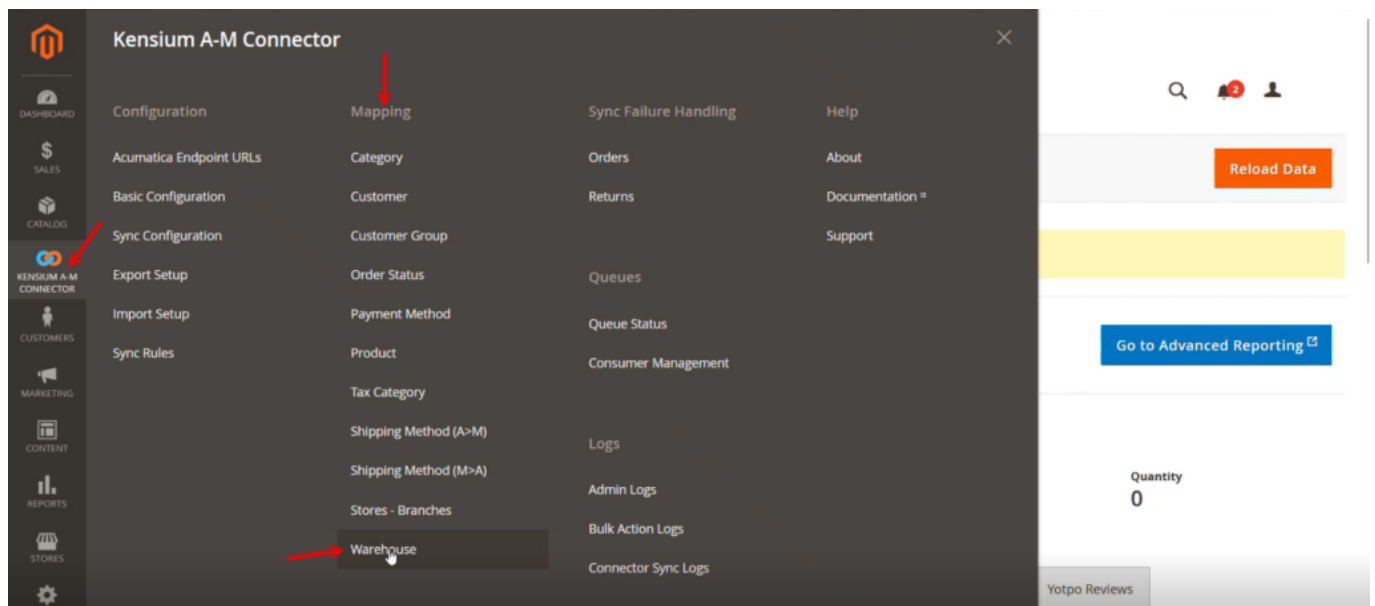 Kensium A-M Connector
DASHBOARD
SALES
CATALOG
KENSIUM A-M
CONNECTOR
CUSTOMERS
MARKETING
CONTENT
REPORTS
STORES
Configuration
Acumatica Endpoint URLs
Basic Configuration
Sync Configuration
Export Setup
Import Setup
Sync Rules
Mapping
Category
Customer
Customer Group
Order Status
Payment Method
Product
Tax Category
Shipping Method (A>M)
Shipping Method (M>A)
Stores - Branches
Warehouse
Sync Failure Handling
Orders
Returns
Queues
Queue Status
Consumer Management
Logs
Admin Logs
Bulk Action Logs
Connector Sync Logs
Help
About
Documentation
Support
2
Reload Data
Go to Advanced Reporting
Quantity
0
Yotpo Reviews